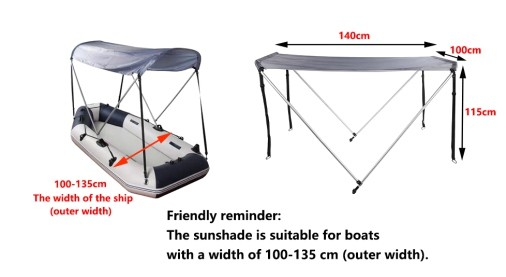 140cm
100cm
115cm
100-135cm
The width of the ship
(outer width)
Friendly reminder:
The sunshade is suitable for boats
with a width of 100-135 cm (outer width).